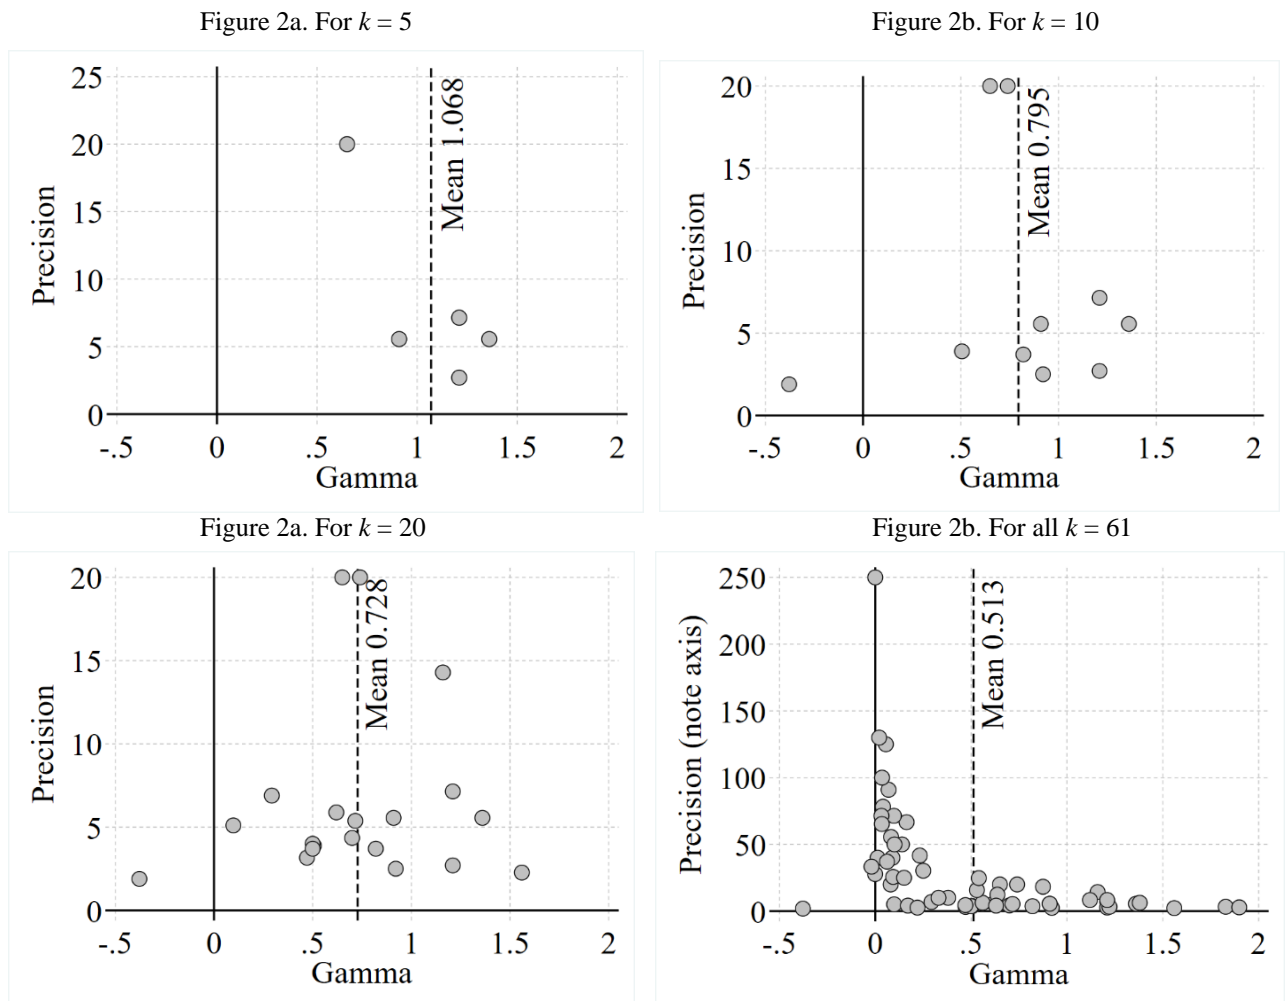 Figure 2a. For k = 5
Figure 2b. For k = 10
25
20
15
10
5
0
Precision
Mean 1.068
-.5 0 .5 1 1.5 2
Gamma
20
15
10
5
0
Precision
Mean 0.795
-.5 0 .5 1 1.5 2
Gamma
Figure 2a. For k = 20
Figure 2b. For all k = 61
20
15
10
5
0
Precision
Mean 0.728
-.5 0 .5 1 1.5 2
Gamma
250
200
150
100
50
0
Precision (note axis)
Mean 0.513
-.5 0 .5 1 1.5 2
Gamma